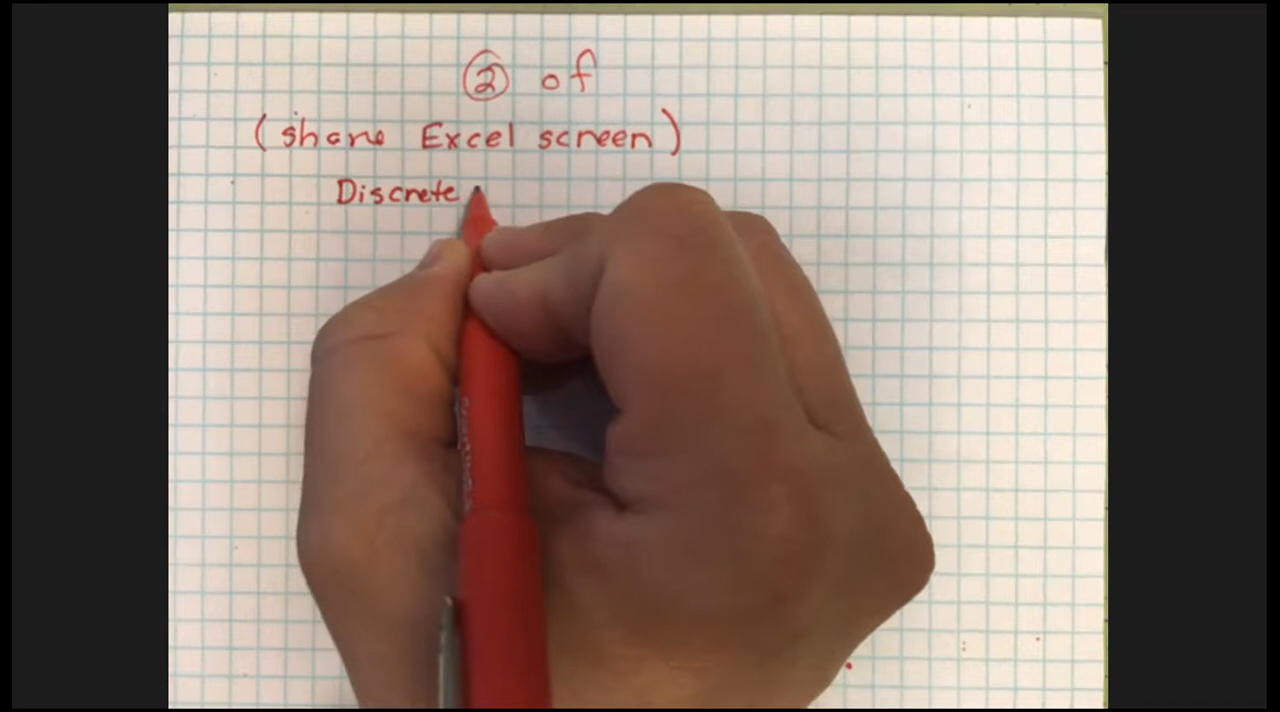 ② of
(share Excel screen)
Discrete